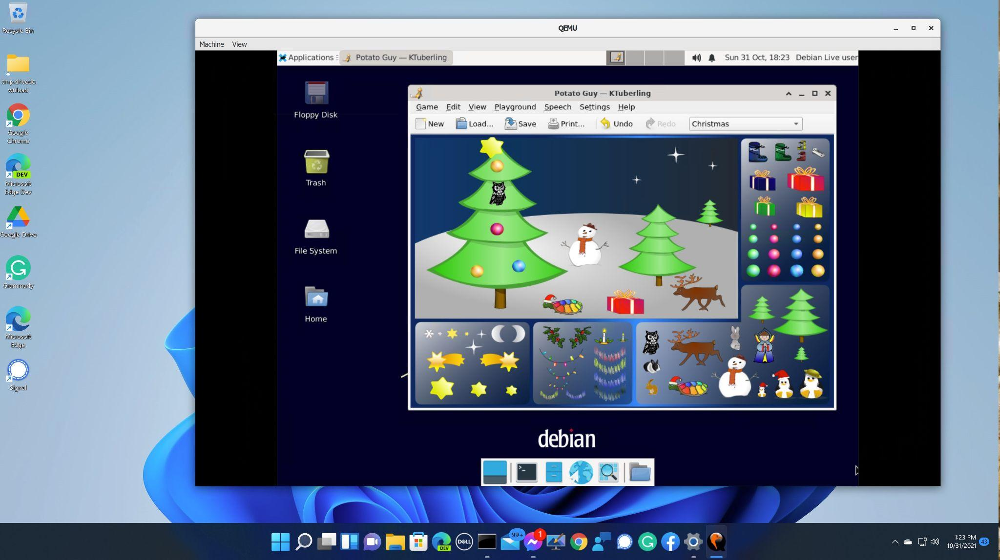 Recycle Bin
.tmp.drivedo
wnload
Google
Chrome
DEV
Microsoft
Edge Dev
Google Drive
Grammarly
Microsoft
Edge
Signal
QEMU
Machine View
Applications Potato Guy — KTuberling Sun 31 Oct, 18:23 Debian Live user
Floppy Disk
Trash
File System
Home
Potato Guy — KTuberling
Game Edit View Playground Speech Settings Help
New Load... Save Print... Undo Redo Christmas
debian
>_
DEV DELL 99+ 1
1:23 PM
10/31/2021 43